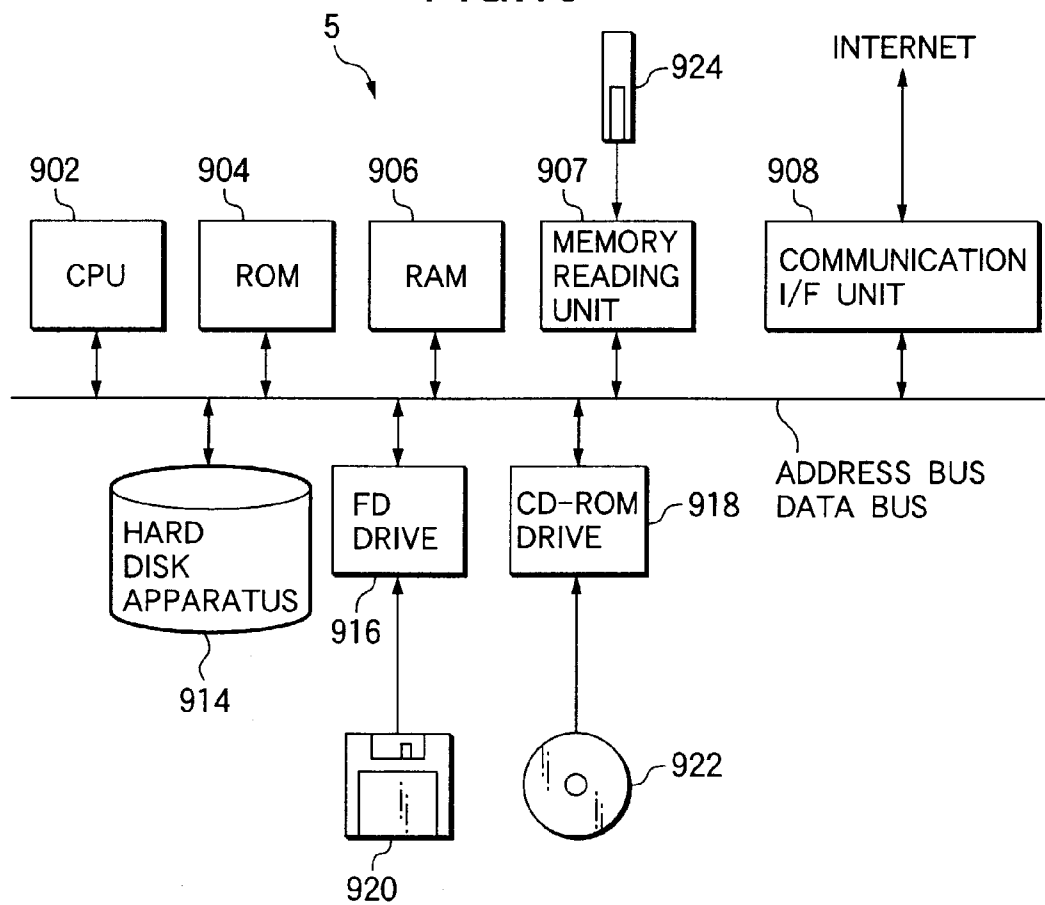 5
924
INTERNET
902
904
906
907
908
CPU
ROM
RAM
MEMORY
READING
UNIT
COMMUNICATION
I/F UNIT
ADDRESS BUS
DATA BUS
HARD
DISK
APPARATUS
FD
DRIVE
CD-ROM
DRIVE
918
916
914
922
920